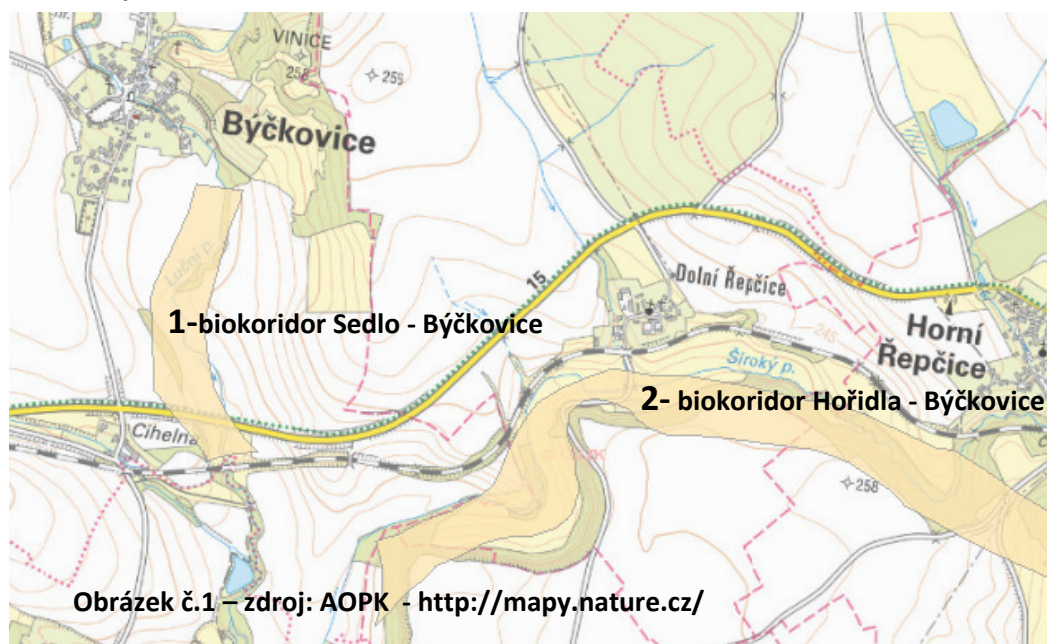 VINICE
258
259
Býčkovice
Luční p.
15
Dolní Řepčice
1-biokoridor Sedlo - Býčkovice
245
Horní
Řepčice
Široký p.
2- biokoridor Hořidla - Býčkovice
Cihelna
258
Obrázek č.1 – zdroj: AOPK - http://mapy.nature.cz/